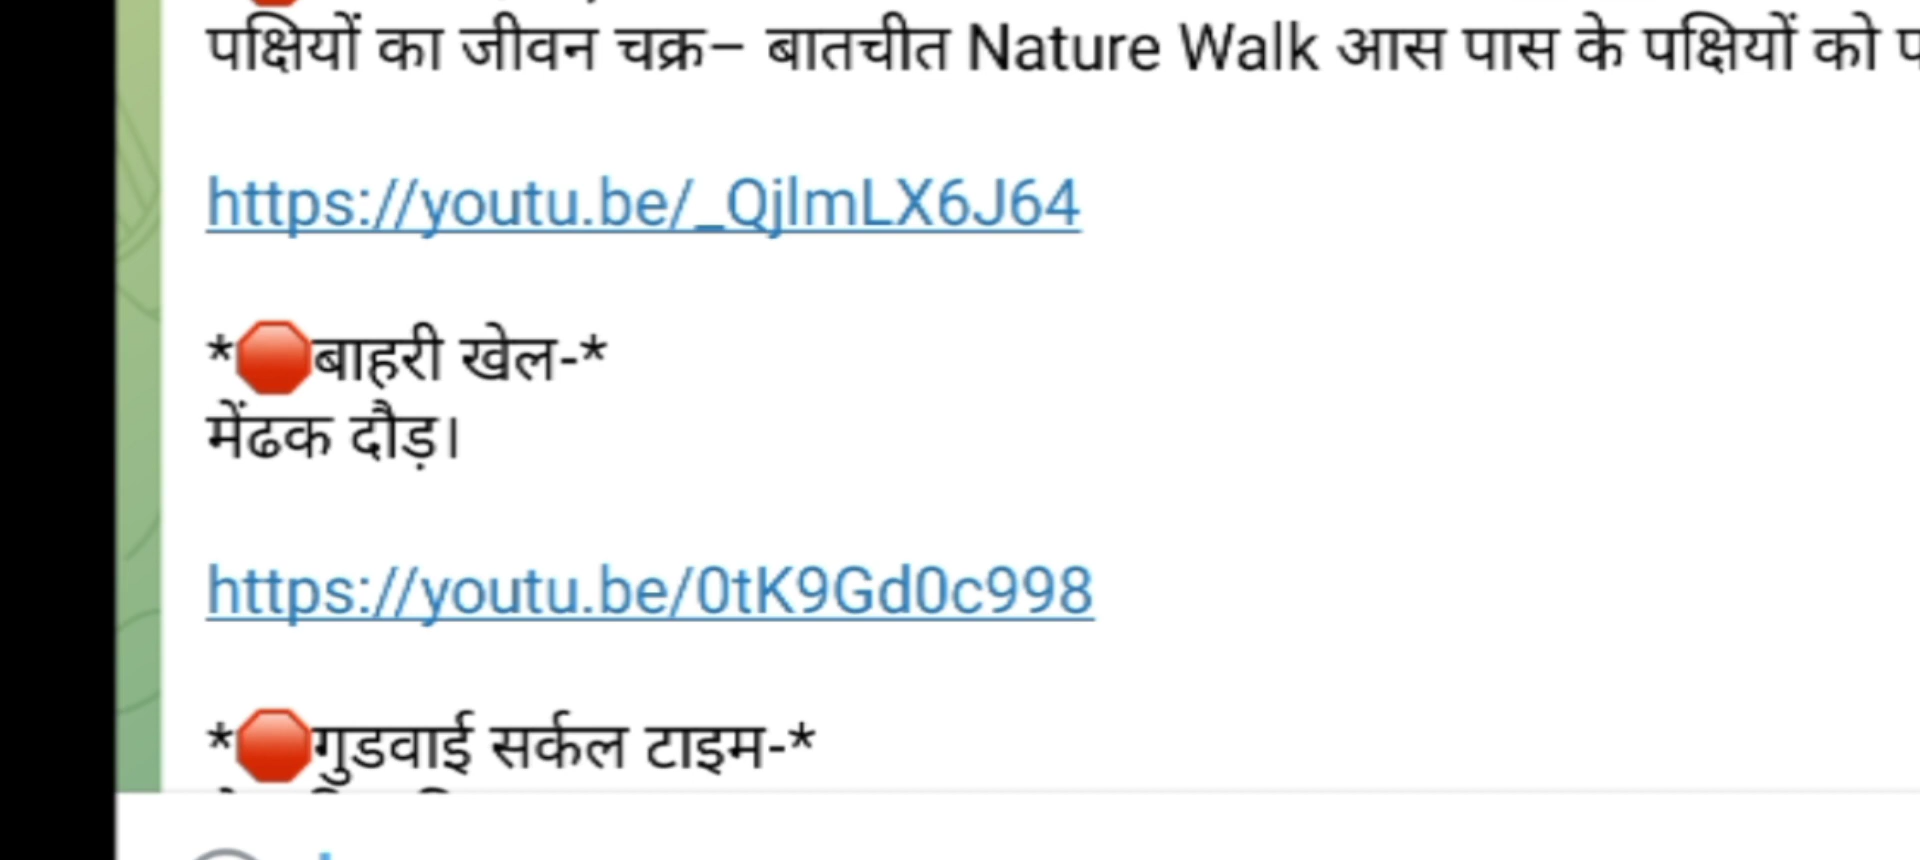 पक्षियों का जीवन चक्र– बातचीत Nature Walk आस पास के पक्षियों को
https://youtu.be/_QjlmLX6J64
*🛑बाहरी खेल-*
मेंढक दौड़।
https://youtu.be/0tK9Gd0c998
*🛑गुडवाई सर्कल टाइम-*